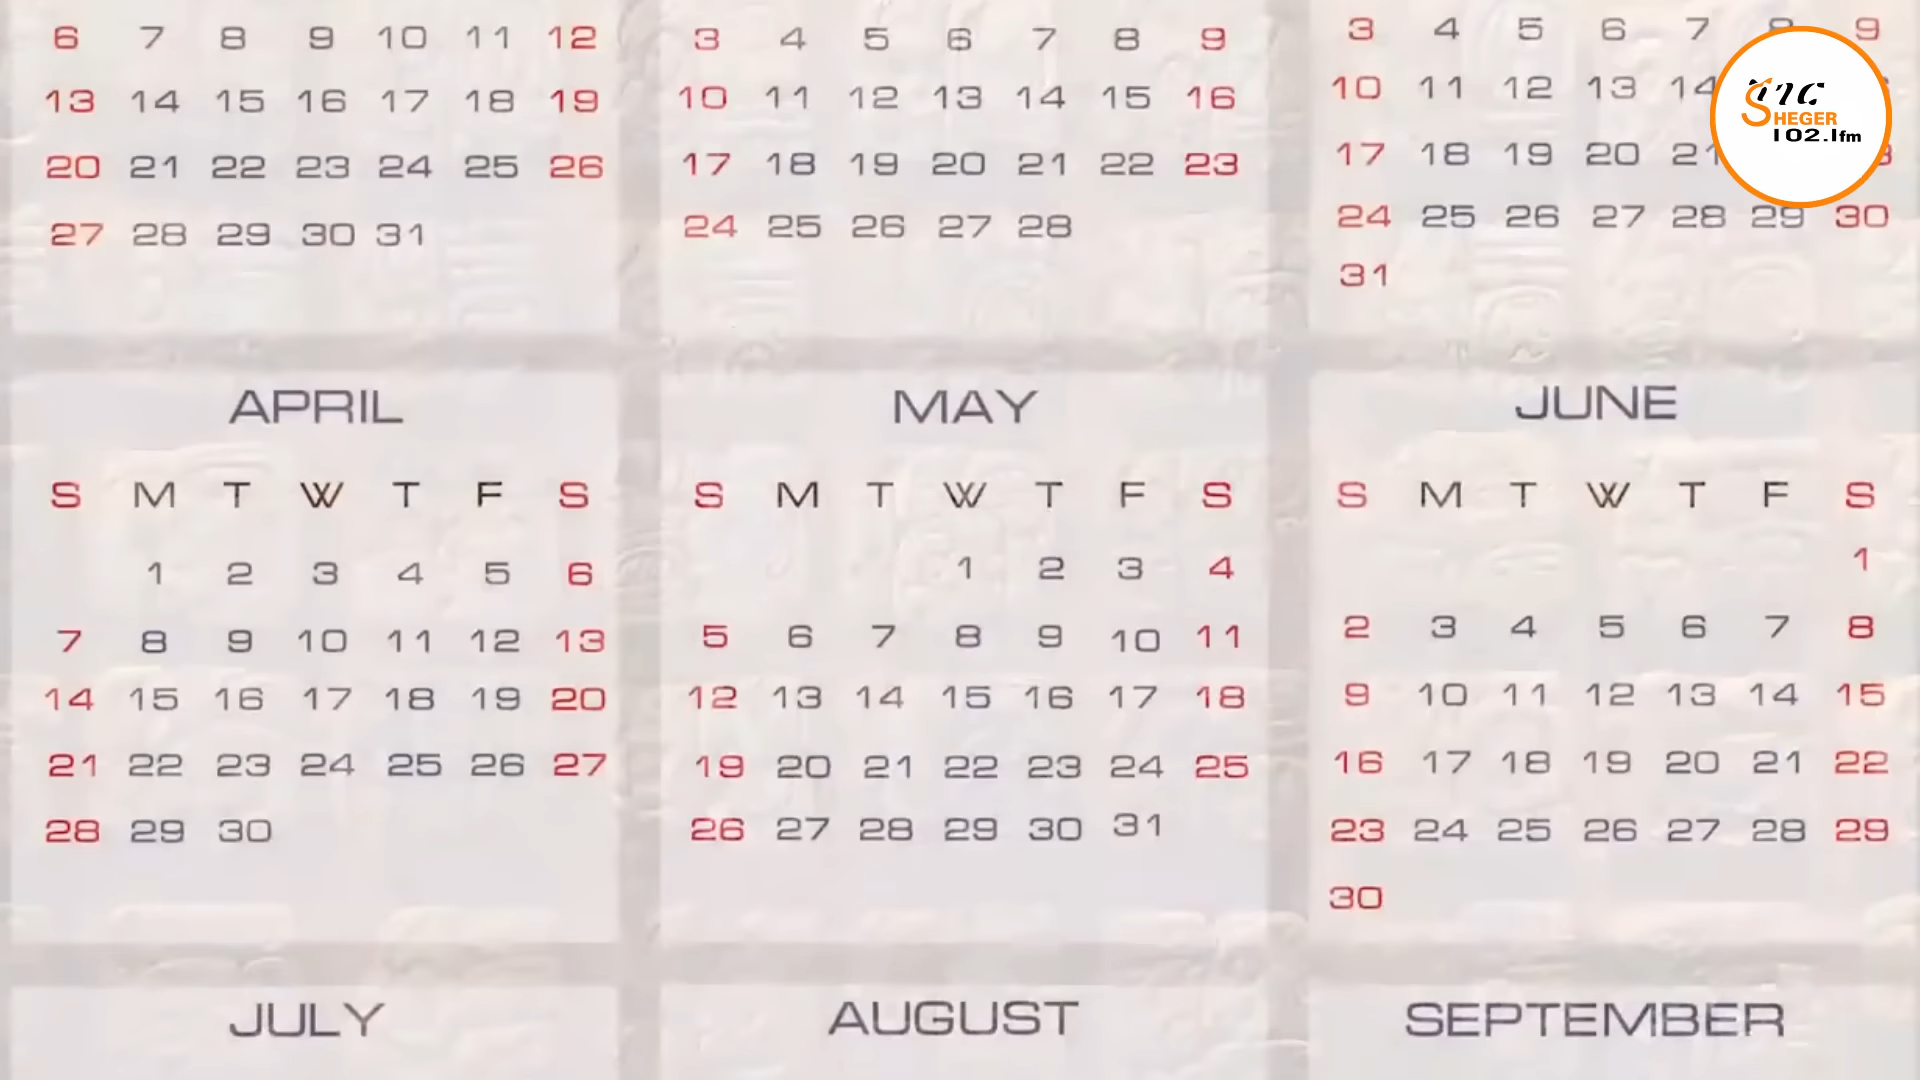 6 7 8 9 10 11 12
13 14 15 16 17 18 19
20 21 22 23 24 25 26
27 28 29 30 31
3 4 5 6 7 8 9
10 11 12 13 14 15 16
17 18 19 20 21 22 23
24 25 26 27 28
3 4 5 6 7 8 9
10 11 12 13 14
17 18 19 20 21
24 25 26 27 28 29 30
31
ሸገር
SHEGER
102.1fm
APRIL
S M T W T F S
1 2 3 4 5 6
7 8 9 10 11 12 13
14 15 16 17 18 19 20
21 22 23 24 25 26 27
28 29 30
MAY
S M T W T F S
1 2 3 4
5 6 7 8 9 10 11
12 13 14 15 16 17 18
19 20 21 22 23 24 25
26 27 28 29 30 31
JUNE
S M T W T F S
1
2 3 4 5 6 7 8
9 10 11 12 13 14 15
16 17 18 19 20 21 22
23 24 25 26 27 28 29
30
JULY
AUGUST
SEPTEMBER